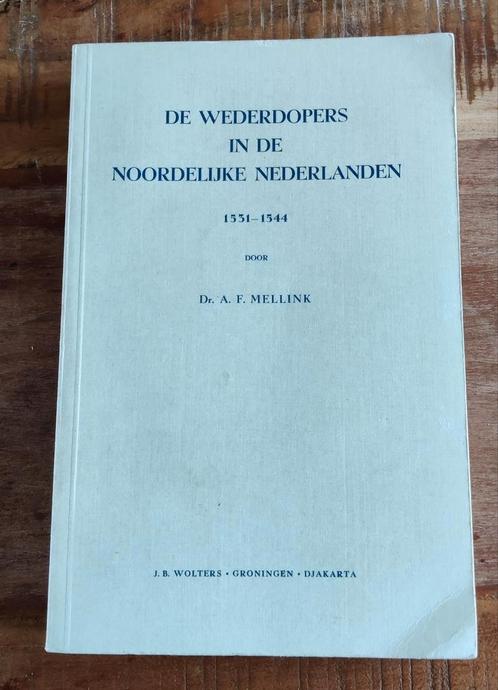 DE WEDERDOPERS
IN DE
NOORDELIJKE NEDERLANDEN
1531–1544
DOOR
Dr. A. F. MELLINK
J. B. WOLTERS • GRONINGEN • DJAKARTA